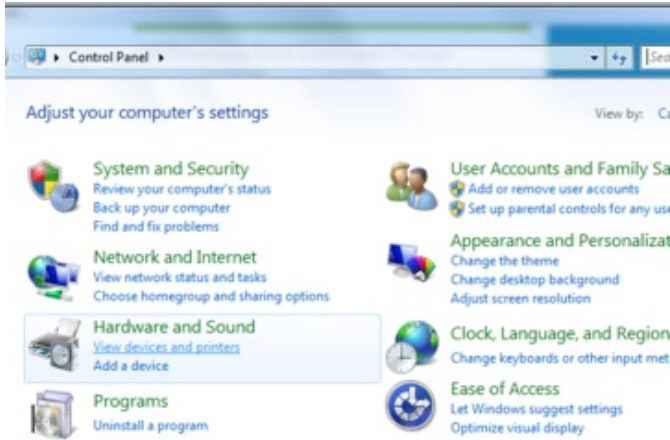 Control Panel
Adjust your computer's settings
View by:
System and Security
Review your computer's status
Back up your computer
Find and fix problems
Network and Internet
View network status and tasks
Choose homegroup and sharing options
Hardware and Sound
View devices and printers
Add a device
Programs
Uninstall a program
User Accounts and Family Sa
Add or remove user accounts
Set up parental controls for any use
Appearance and Personalizat
Change the theme
Change desktop background
Adjust screen resolution
Clock, Language, and Region
Change keyboards or other input met
Ease of Access
Let Windows suggest settings
Optimize visual display